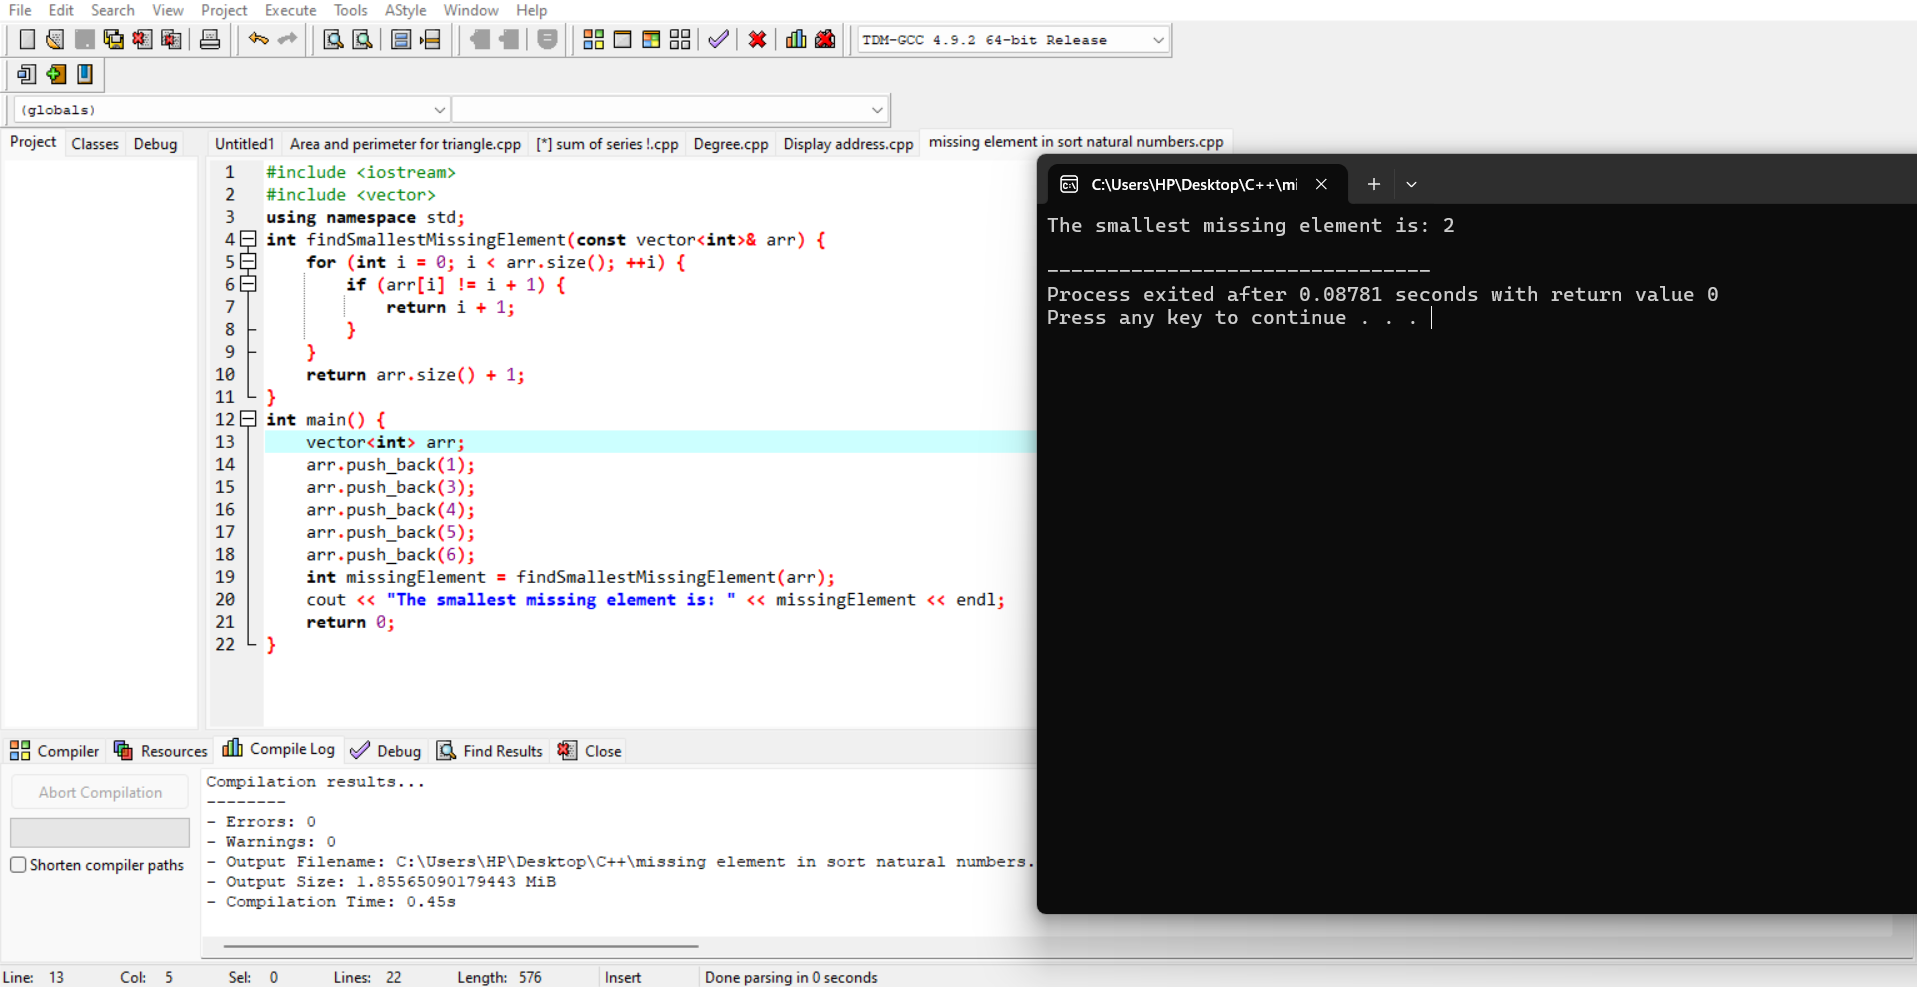 File Edit Search View Project Execute Tools AStyle Window Help
TDM-GCC 4.9.2 64-bit Release
(globals)
Project Classes Debug
Untitled1 Area and perimeter for triangle.cpp [*] sum of series !.cpp Degree.cpp Display address.cpp missing element in sort natural numbers.cpp
1 #include <iostream>
2 #include <vector>
3 using namespace std;
4 int findSmallestMissingElement(const vector<int>& arr) {
5     for (int i = 0; i < arr.size(); ++i) {
6         if (arr[i] != i + 1) {
7             return i + 1;
8         }
9     }
10     return arr.size() + 1;
11 }
12 int main() {
13     vector<int> arr;
14     arr.push_back(1);
15     arr.push_back(3);
16     arr.push_back(4);
17     arr.push_back(5);
18     arr.push_back(6);
19     int missingElement = findSmallestMissingElement(arr);
20     cout << "The smallest missing element is: " << missingElement << endl;
21     return 0;
22 }
C:\Users\HP\Desktop\C++\mi
The smallest missing element is: 2
--------------------------------
Process exited after 0.08781 seconds with return value 0
Press any key to continue . . .
Compiler Resources Compile Log Debug Find Results Close
Abort Compilation
Shorten compiler paths
Compilation results...
--------
- Errors: 0
- Warnings: 0
- Output Filename: C:\Users\HP\Desktop\C++\missing element in sort natural numbers.
- Output Size: 1.85565090179443 MiB
- Compilation Time: 0.45s
Line: 13 Col: 5 Sel: 0 Lines: 22 Length: 576 Insert Done parsing in 0 seconds